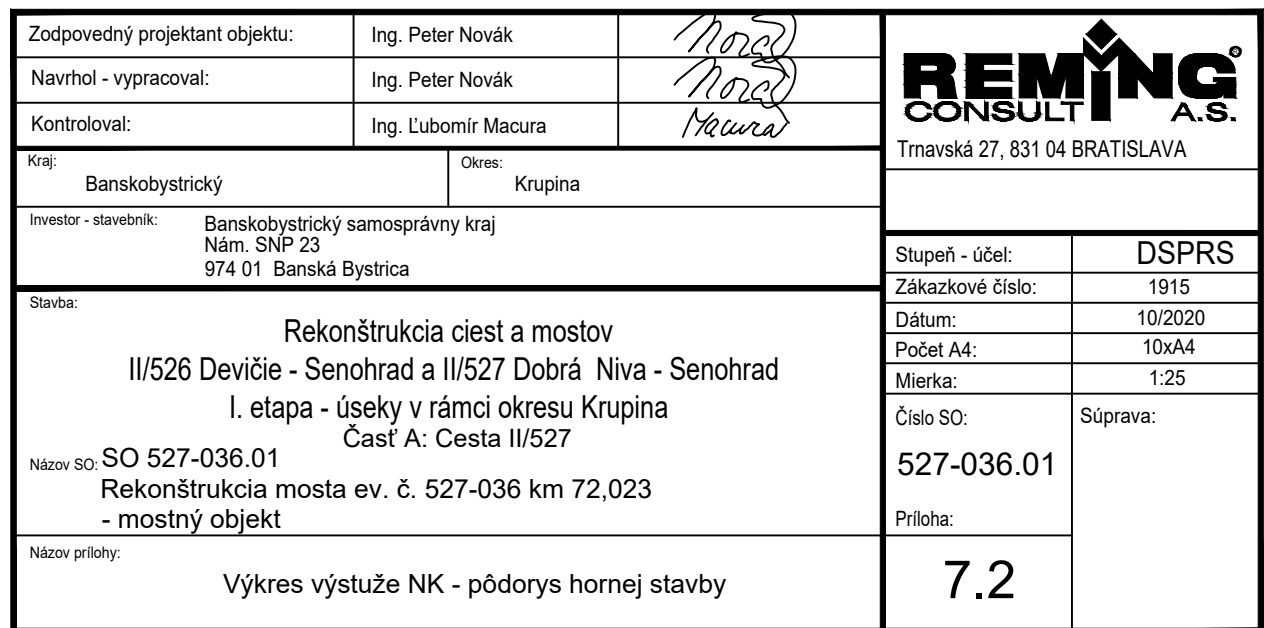 Zodpovedný projektant objektu: Ing. Peter Novák Novák
Navrhol - vypracoval: Ing. Peter Novák Novák
Kontroloval: Ing. Ľubomír Macura Macura
REMING
CONSULT A.S.
Trnavská 27, 831 04 BRATISLAVA
Kraj:
Banskobystrický
Okres:
Krupina
Investor - stavebník:
Banskobystrický samosprávny kraj
Nám. SNP 23
974 01 Banská Bystrica
Stupeň - účel: DSPRS
Zákazkové číslo: 1915
Dátum: 10/2020
Počet A4: 10xA4
Mierka: 1:25
Stavba:
Rekonštrukcia ciest a mostov
II/526 Devičie - Senohrad a II/527 Dobrá Niva - Senohrad
I. etapa - úseky v rámci okresu Krupina
Časť A: Cesta II/527
Názov SO: SO 527-036.01
Rekonštrukcia mosta ev. č. 527-036 km 72,023
- mostný objekt
Číslo SO:
527-036.01
Súprava:
Príloha:
7.2
Názov prílohy:
Výkres výstuže NK - pôdorys hornej stavby